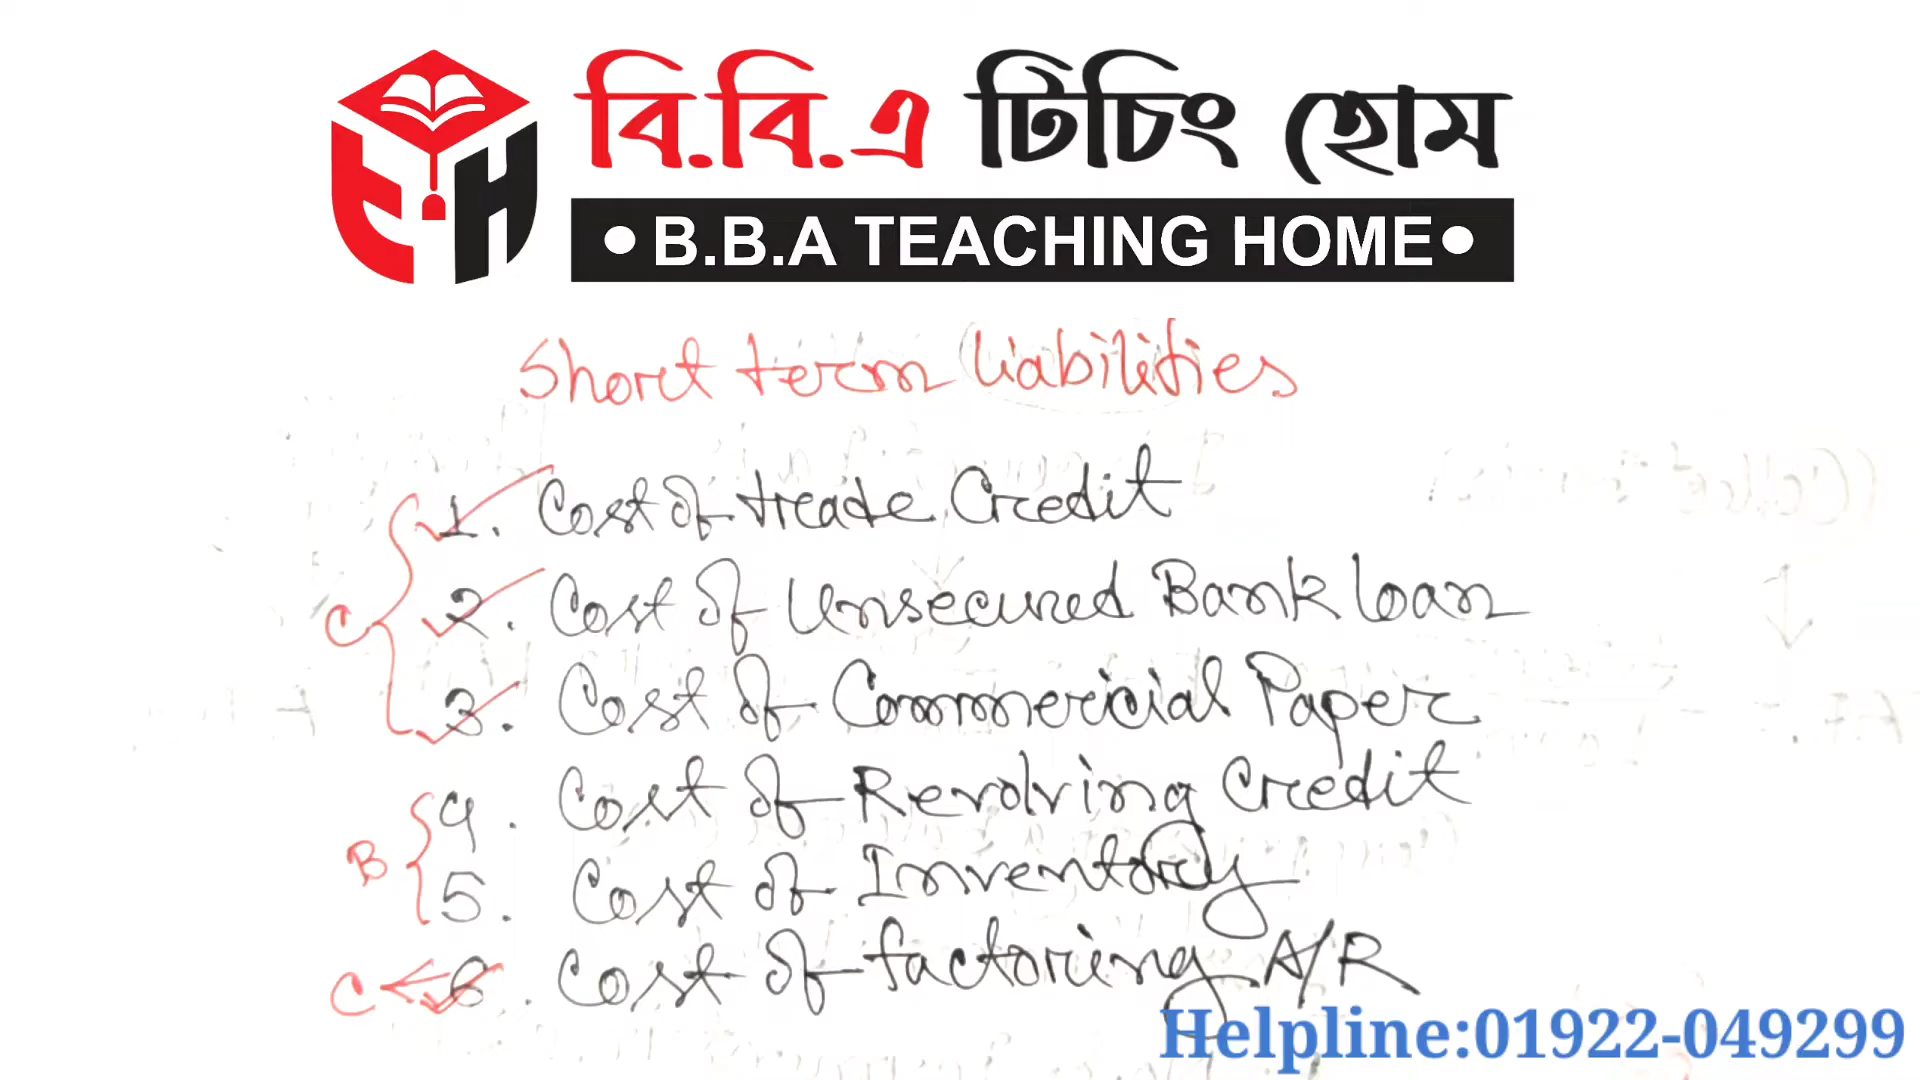 বি.বি.এ টিচিং হোম
• B.B.A TEACHING HOME •
Short term liabilities
1. Cost of trade Credit
2. Cost of Unsecured Bank loan
3. Cost of Commercial Paper
C
4. Cost of Revolving Credit
5. Cost of Inventory
B
C 6. Cost of factoring A/R
Helpline:01922-049299